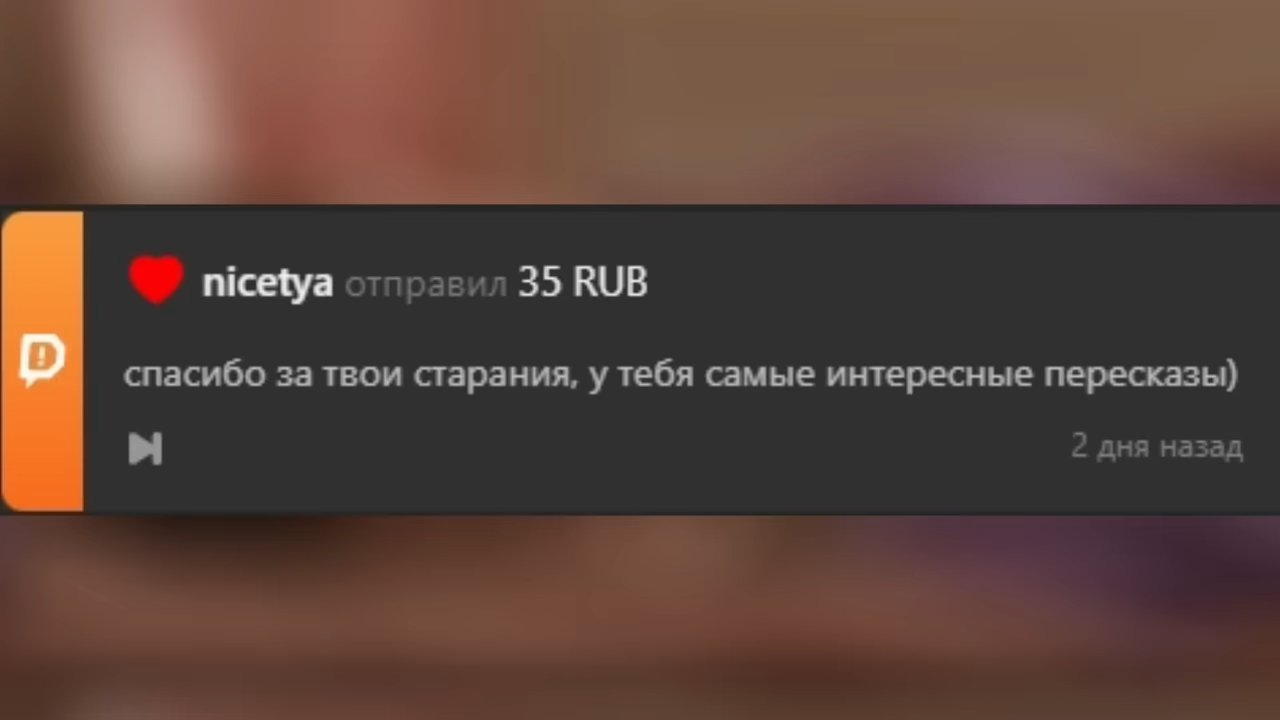 nicetya отправил 35 RUB
спасибо за твои старания, у тебя самые интересные пересказы)
2 дня назад